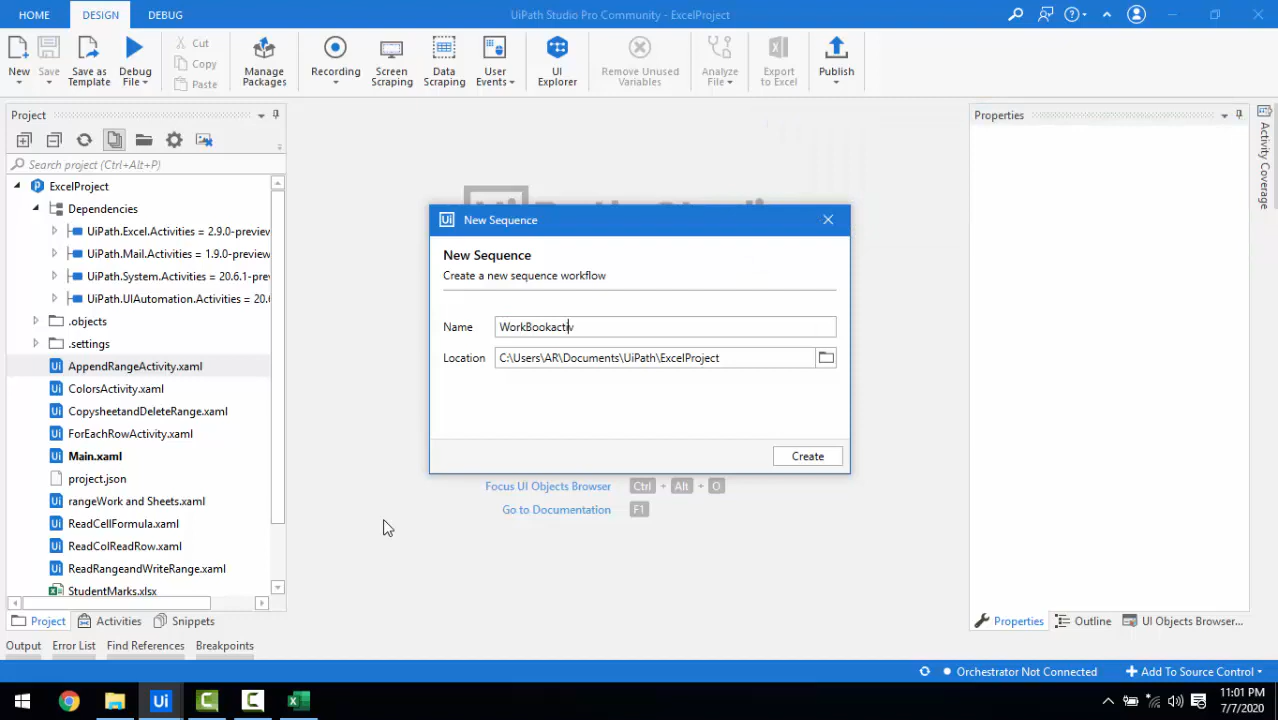 HOME DESIGN DEBUG UiPath Studio Pro Community - ExcelProject
New Save Save as Template Debug File Cut Copy Paste Manage Packages Recording Screen Scraping Data Scraping User Events UI Explorer Remove Unused Variables Analyze File Export to Excel Publish
Project
Search project (Ctrl+Alt+P)
ExcelProject
Dependencies
UiPath.Excel.Activities = 2.9.0-preview
UiPath.Mail.Activities = 1.9.0-preview
UiPath.System.Activities = 20.6.1-pre
UiPath.UIAutomation.Activities = 20.6
.objects
.settings
AppendRangeActivity.xaml
ColorsActivity.xaml
CopysheetandDeleteRange.xaml
ForEachRowActivity.xaml
Main.xaml
project.json
rangeWork and Sheets.xaml
ReadCellFormula.xaml
ReadColReadRow.xaml
ReadRangeandWriteRange.xaml
StudentMarks.xlsx
Project Activities Snippets
Output Error List Find References Breakpoints
Ui New Sequence
New Sequence
Create a new sequence workflow
Name WorkBookactiv
Location C:\Users\AR\Documents\UiPath\ExcelProject
Create
Focus UI Objects Browser Ctrl + Alt + O
Go to Documentation F1
Properties
Activity Coverage
Properties Outline UI Objects Browser...
Orchestrator Not Connected Add To Source Control
11:01 PM
7/7/2020